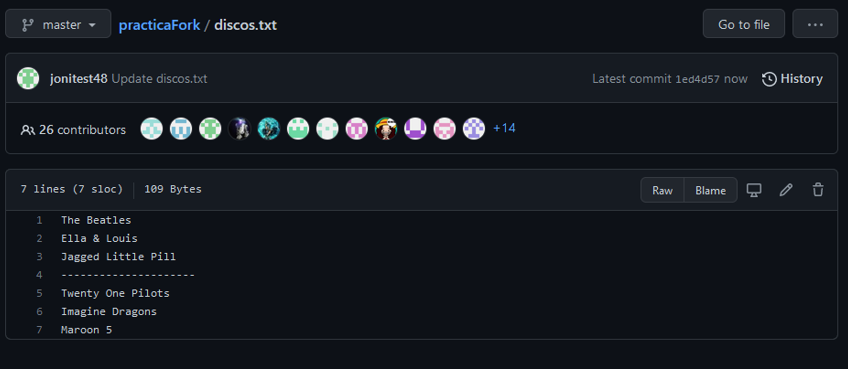 master practicaFork / discos.txt Go to file ...
jonitest48 Update discos.txt Latest commit 1ed4d57 now History
26 contributors +14
7 lines (7 sloc) 109 Bytes Raw Blame
1 The Beatles
2 Ella & Louis
3 Jagged Little Pill
4 ---------------------
5 Twenty One Pilots
6 Imagine Dragons
7 Maroon 5